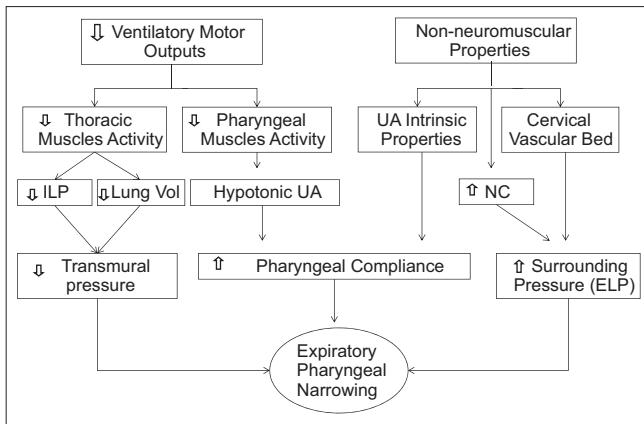 ⇩ Ventilatory Motor
Outputs
Non-neuromuscular
Properties
⇩ Thoracic
Muscles Activity
⇩ Pharyngeal
Muscles Activity
UA Intrinsic
Properties
Cervical
Vascular Bed
⇩ ILP
⇩ Lung Vol
Hypotonic UA
⇧ NC
⇩ Transmural
pressure
⇧ Pharyngeal Compliance
⇧ Surrounding
Pressure (ELP)
Expiratory
Pharyngeal
Narrowing